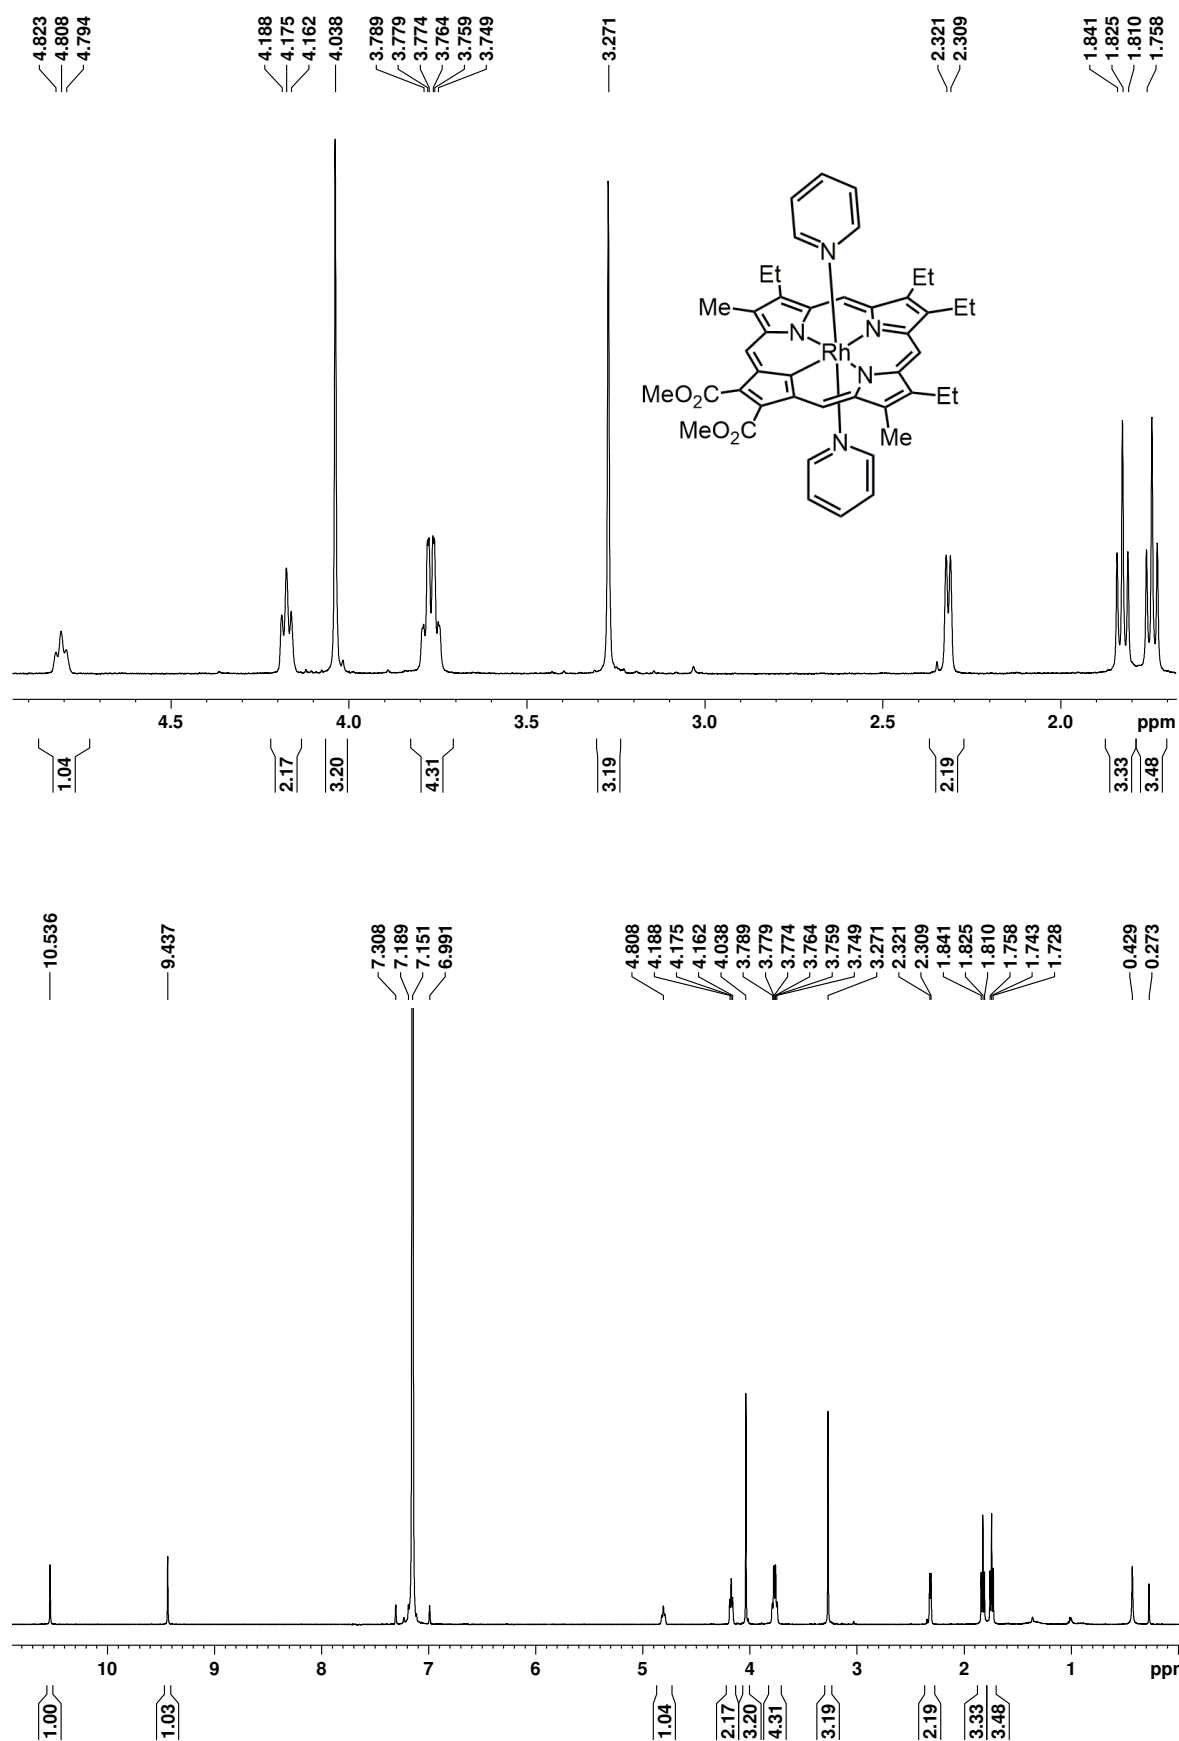 4.823
4.808
4.794
4.188
4.175
4.162
4.038
3.789
3.779
3.774
3.764
3.759
3.749
3.271
2.321
2.309
1.841
1.825
1.810
1.758
N
Et
Et
Me
Et
N
N
Rh
N
MeO2C
Et
MeO2C
Me
N
4.5 4.0 3.5 3.0 2.5 2.0 ppm
1.04 2.17 3.20 4.31 3.19 2.19 3.33 3.48
10.536
9.437
7.308
7.189
7.151
6.991
4.808
4.188
4.175
4.162
4.038
3.789
3.779
3.774
3.764
3.759
3.749
3.271
2.321
2.309
1.841
1.825
1.810
1.758
1.743
1.728
0.429
0.273
10 9 8 7 6 5 4 3 2 1 ppm
1.00 1.03 1.04 2.17 3.20 4.31 3.19 2.19 3.33 3.48